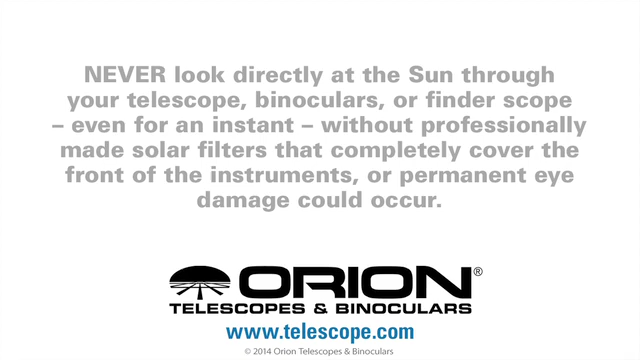 NEVER look directly at the Sun through
your telescope, binoculars, or finder scope
– even for an instant – without professionally
made solar filters that completely cover the
front of the instruments, or permanent eye
damage could occur.
ORION®
TELESCOPES & BINOCULARS
www.telescope.com
© 2014 Orion Telescopes & Binoculars